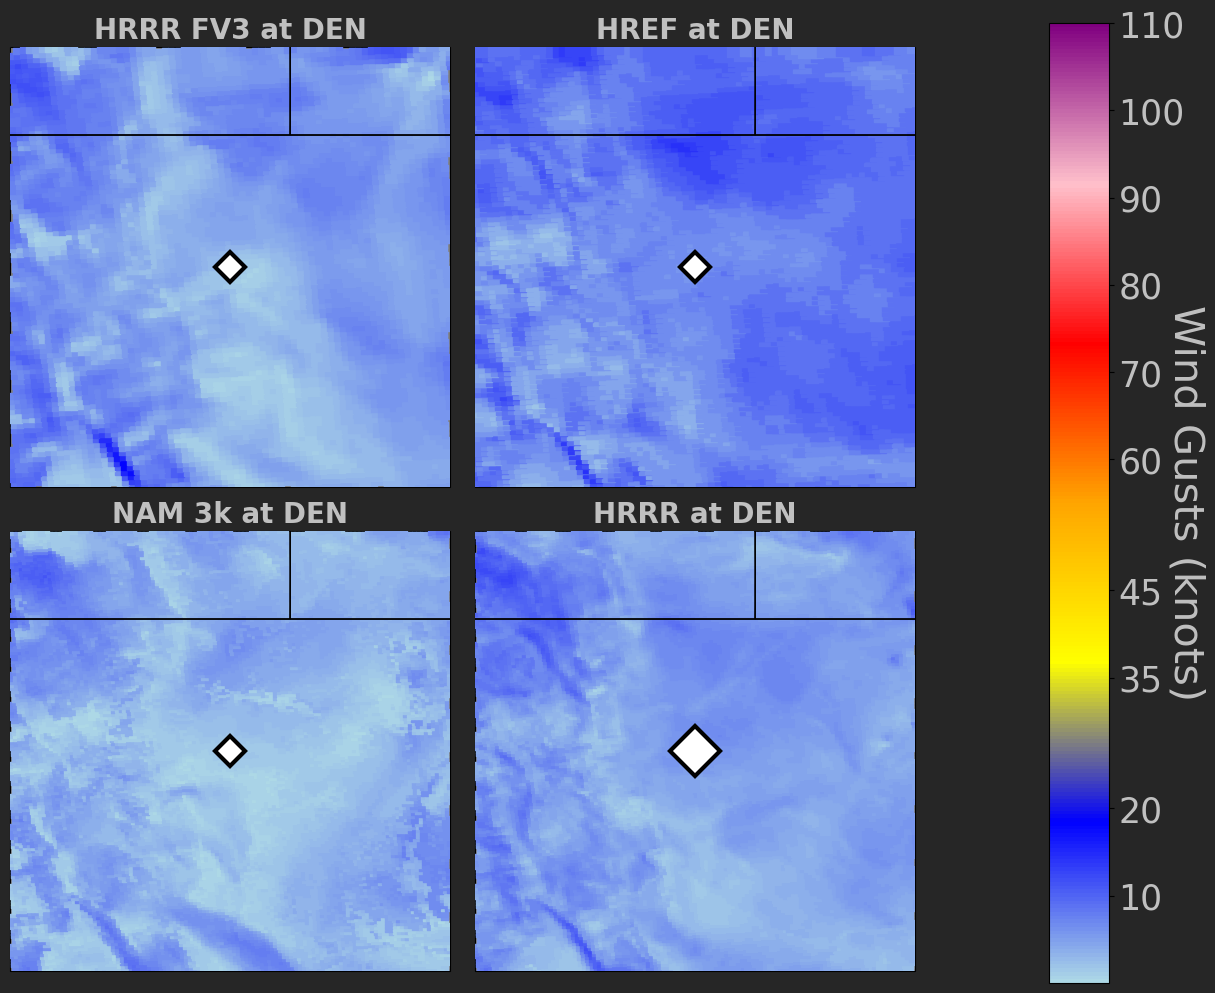 HRRR FV3 at DEN
HREF at DEN
NAM 3k at DEN
HRRR at DEN
110
100
90
80
70
60
45
35
20
10
Wind Gusts (knots)